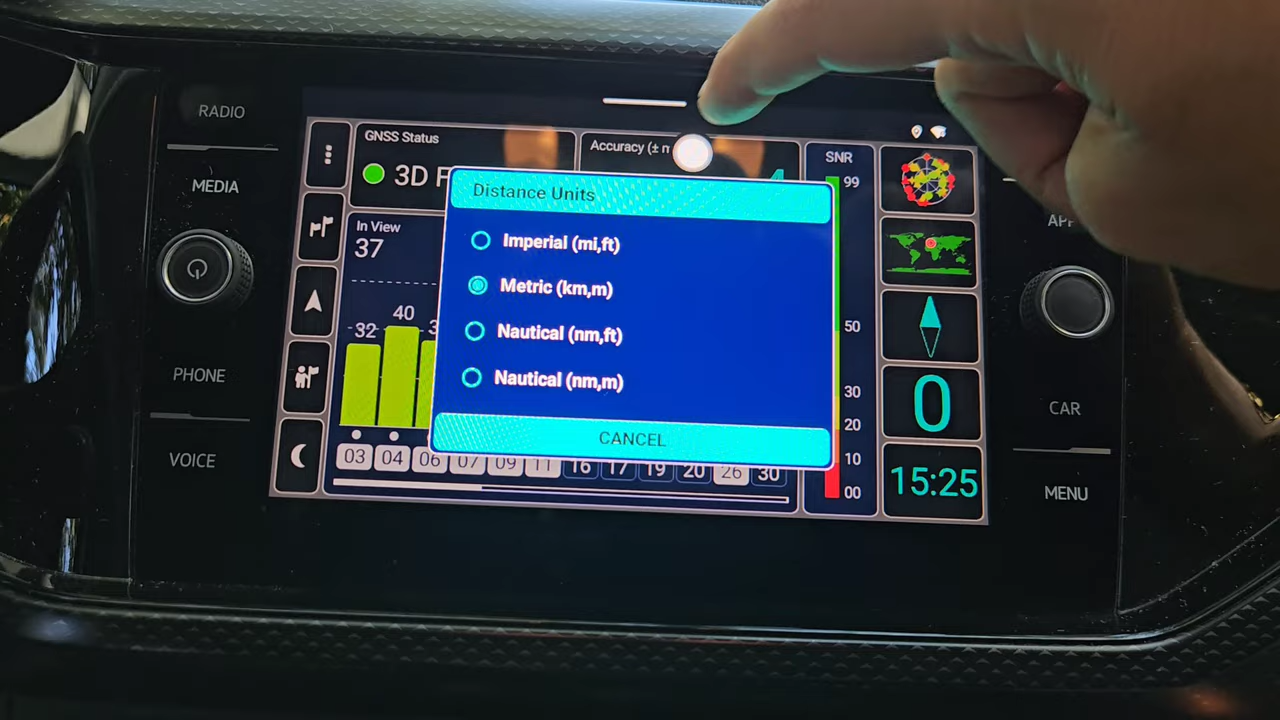 RADIO
MEDIA
PHONE
VOICE
GNSS Status
3D F
In View
37
32
40
3
03 04 06 07 09 11 16 17 19 20 26 30
Accuracy (± m
4
Distance Units
Imperial (mi,ft)
Metric (km,m)
Nautical (nm,ft)
Nautical (nm,m)
CANCEL
SNR
99
50
30
20
10
00
0
15:25
APP
CAR
MENU